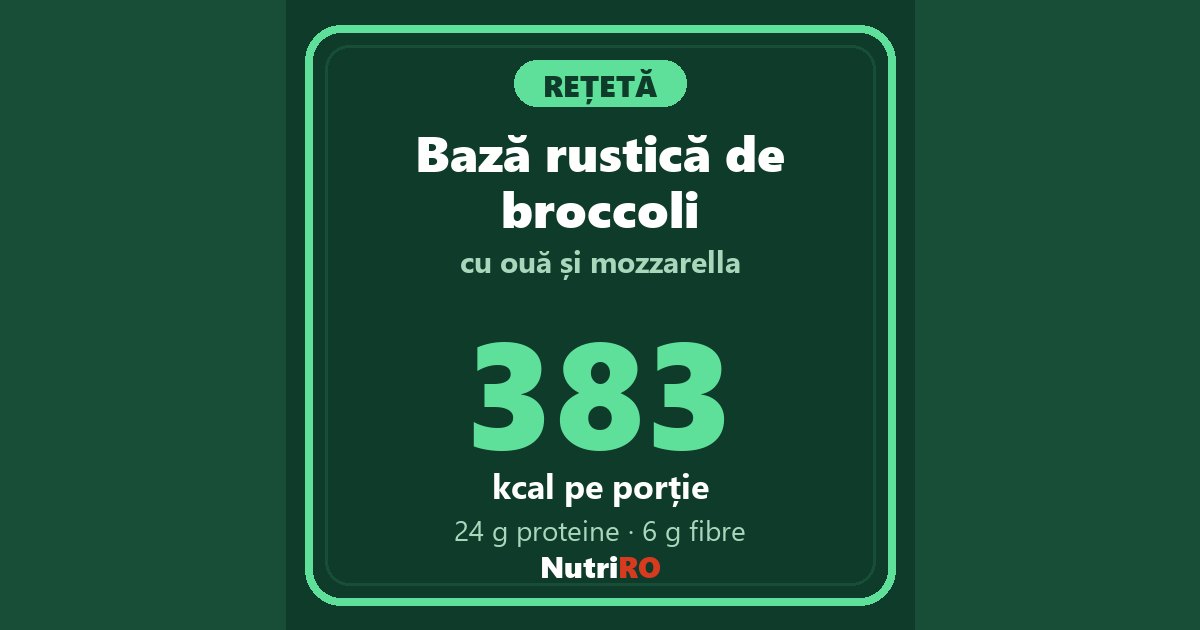 REȚETĂ
Bază rustică de
broccoli
cu ouă și mozzarella
383
kcal pe porție
24 g proteine · 6 g fibre
NutriRO